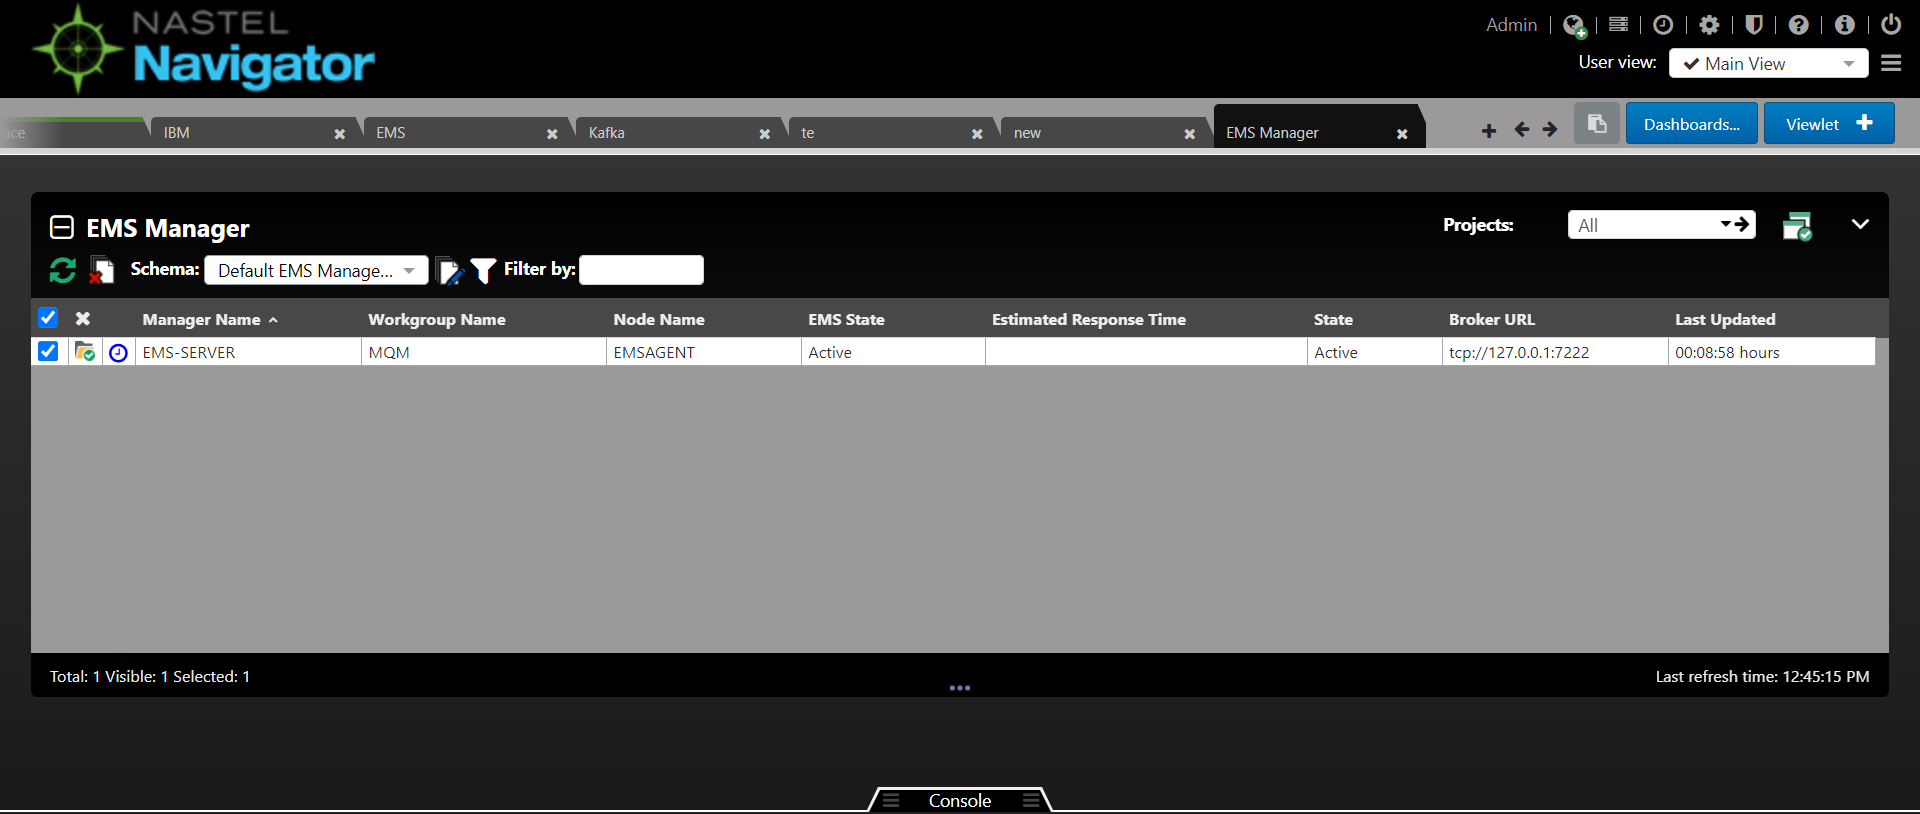 NASTEL
Navigator
Admin
User view: Main View
ace IBM EMS Kafka te new EMS Manager Dashboards... Viewlet
EMS Manager Projects: All
Schema: Default EMS Manage... Filter by:
Manager Name Workgroup Name Node Name EMS State Estimated Response Time State Broker URL Last Updated
EMS-SERVER MQM EMSAGENT Active Active tcp://127.0.0.1:7222 00:08:58 hours
Total: 1 Visible: 1 Selected: 1 Last refresh time: 12:45:15 PM
Console